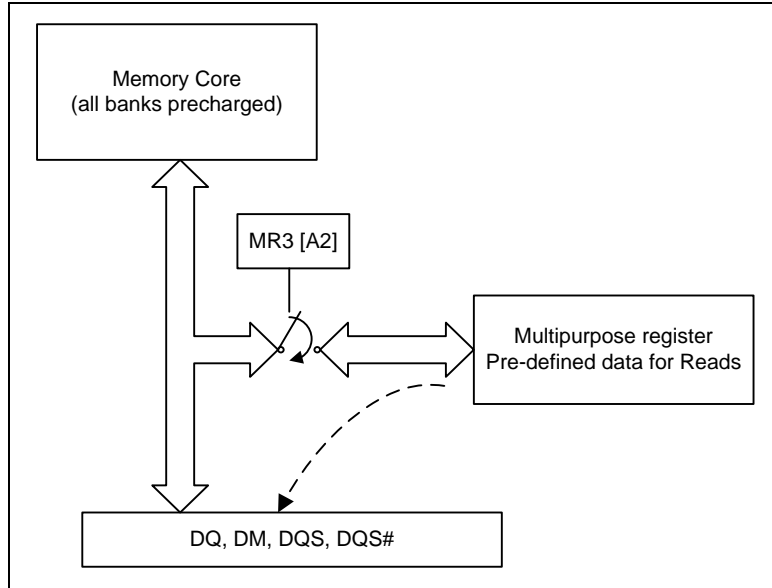 Memory Core
(all banks precharged)
MR3 [A2]
Multipurpose register
Pre-defined data for Reads
DQ, DM, DQS, DQS#